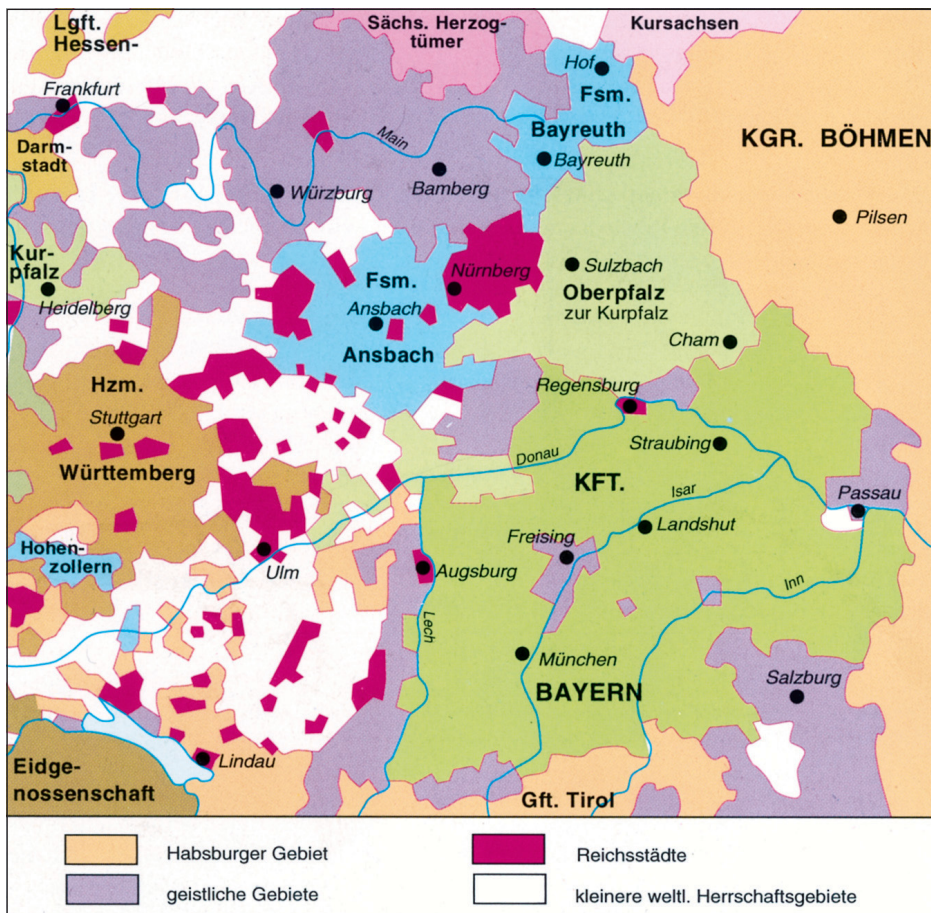 Lgft.
Hessen-
Sächs. Herzog-
tümer
Kursachsen
Frankfurt
Hof
Fsm.
Bayreuth
Main
KGR. BÖHMEN
Darm-
stadt
Bayreuth
Würzburg
Bamberg
Pilsen
Kur-
pfalz
Heidelberg
Fsm.
Nürnberg
Sulzbach
Oberpfalz
zur Kurpfalz
Ansbach
Ansbach
Cham
Hzm.
Stuttgart
Württemberg
Regensburg
Straubing
Donau
KFT.
Isar
Passau
Landshut
Freising
Hohen-
zollern
Ulm
Augsburg
Inn
Lech
München
BAYERN
Salzburg
Lindau
Eidge-
nossenschaft
Gft. Tirol
Habsburger Gebiet
Reichsstädte
geistliche Gebiete
kleinere weltl. Herrschaftsgebiete